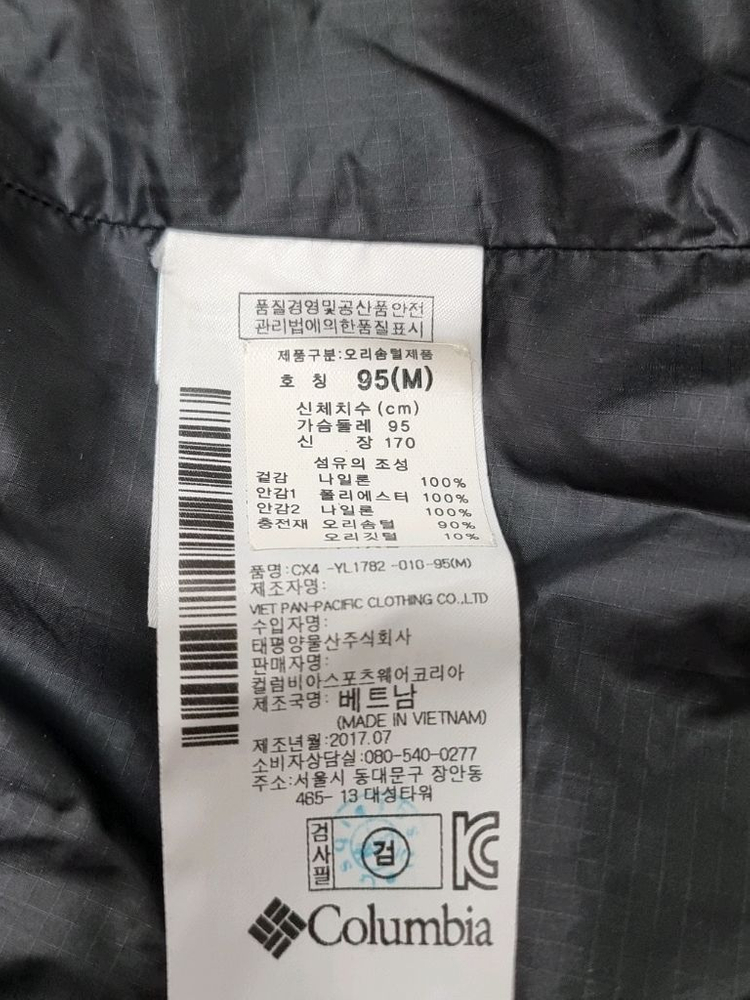 품질경영및공산품안전
관리법에의한품질표시
제품구분:오리솜털제품
호 칭 95(M)
신체치수(cm)
가슴둘레 95
신 장 170
섬유의 조성
겉감 나일론 100%
안감1 폴리에스터 100%
안감2 나일론 100%
충전재 오리솜털 90%
오리깃털 10%
품명:CX4 -YL1782 -010-95(M)
제조자명:
VIET PAN-PACIFIC CLOTHING CO.,LTD
수입자명:
태평양물산주식회사
판매자명:
컬럼비아스포츠웨어코리아
제조국명: 베트남
(MADE IN VIETNAM)
제조년월:2017.07
소비자상담실:080-540-0277
주소:서울시 동대문구 장안동
465- 13 대성타워
검사필 검
KC
Columbia